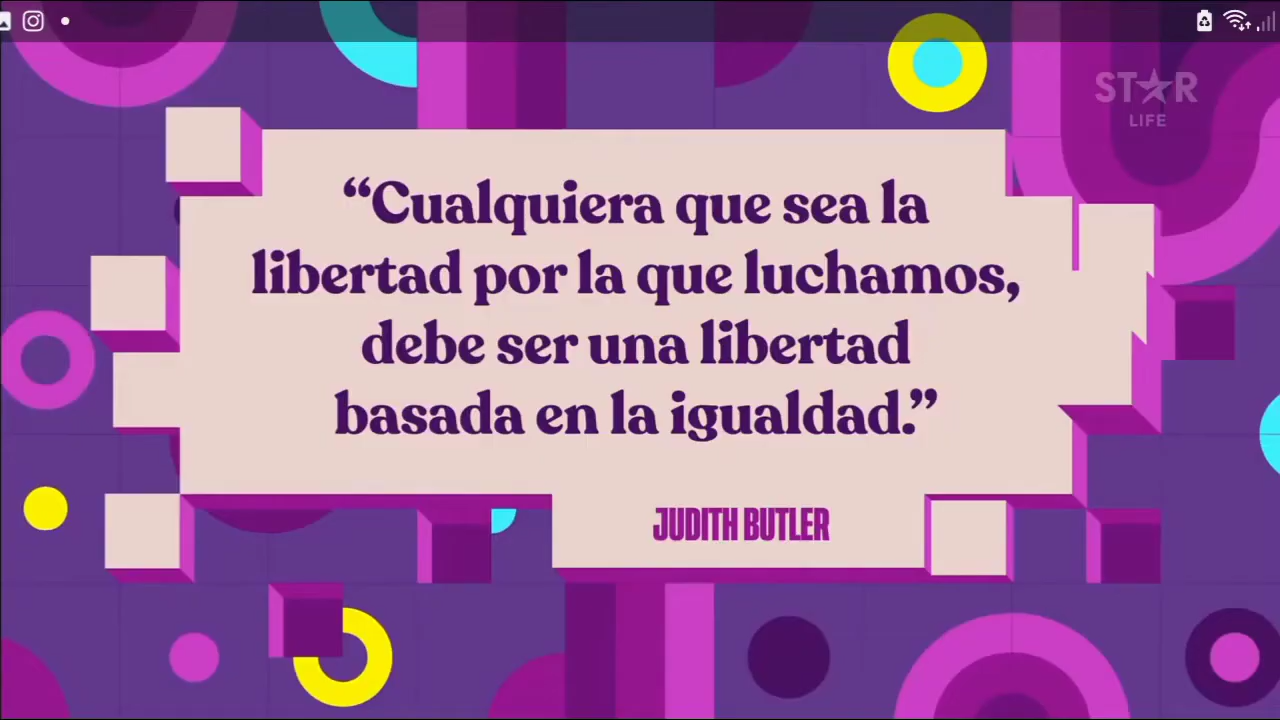 STAR
LIFE
“Cualquiera que sea la
libertad por la que luchamos,
debe ser una libertad
basada en la igualdad.”
JUDITH BUTLER